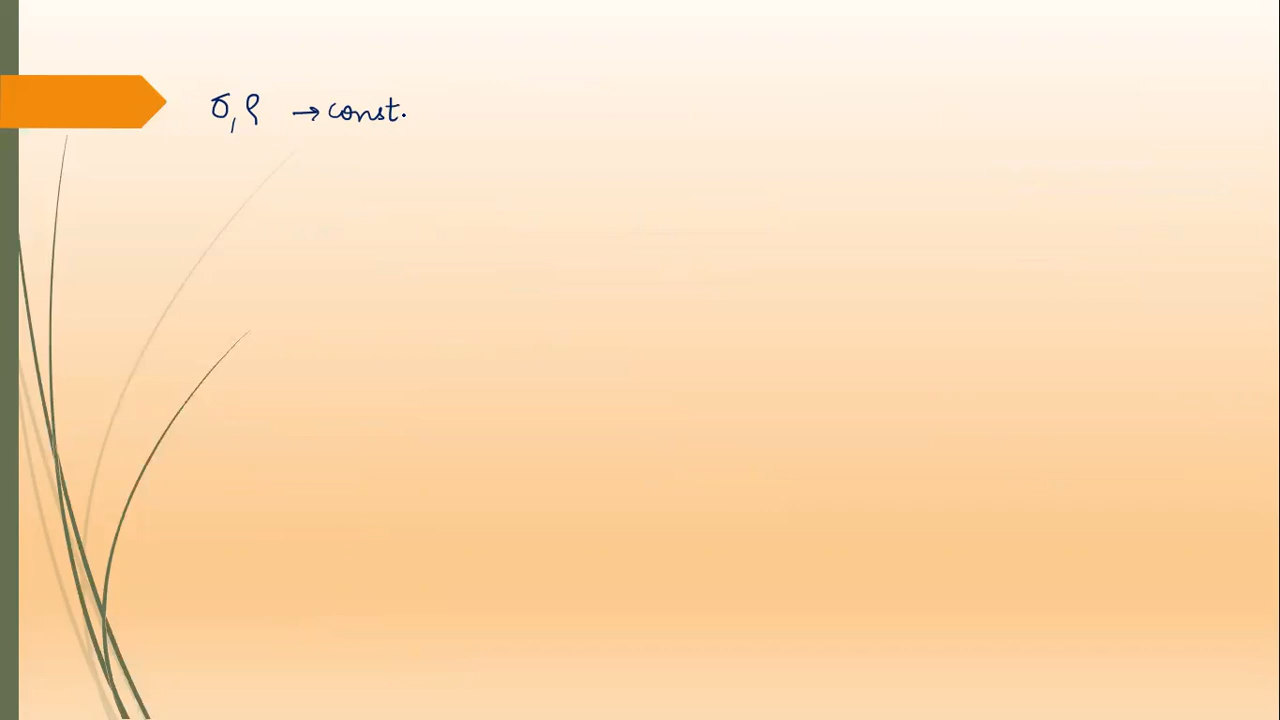 σ, ρ → const.